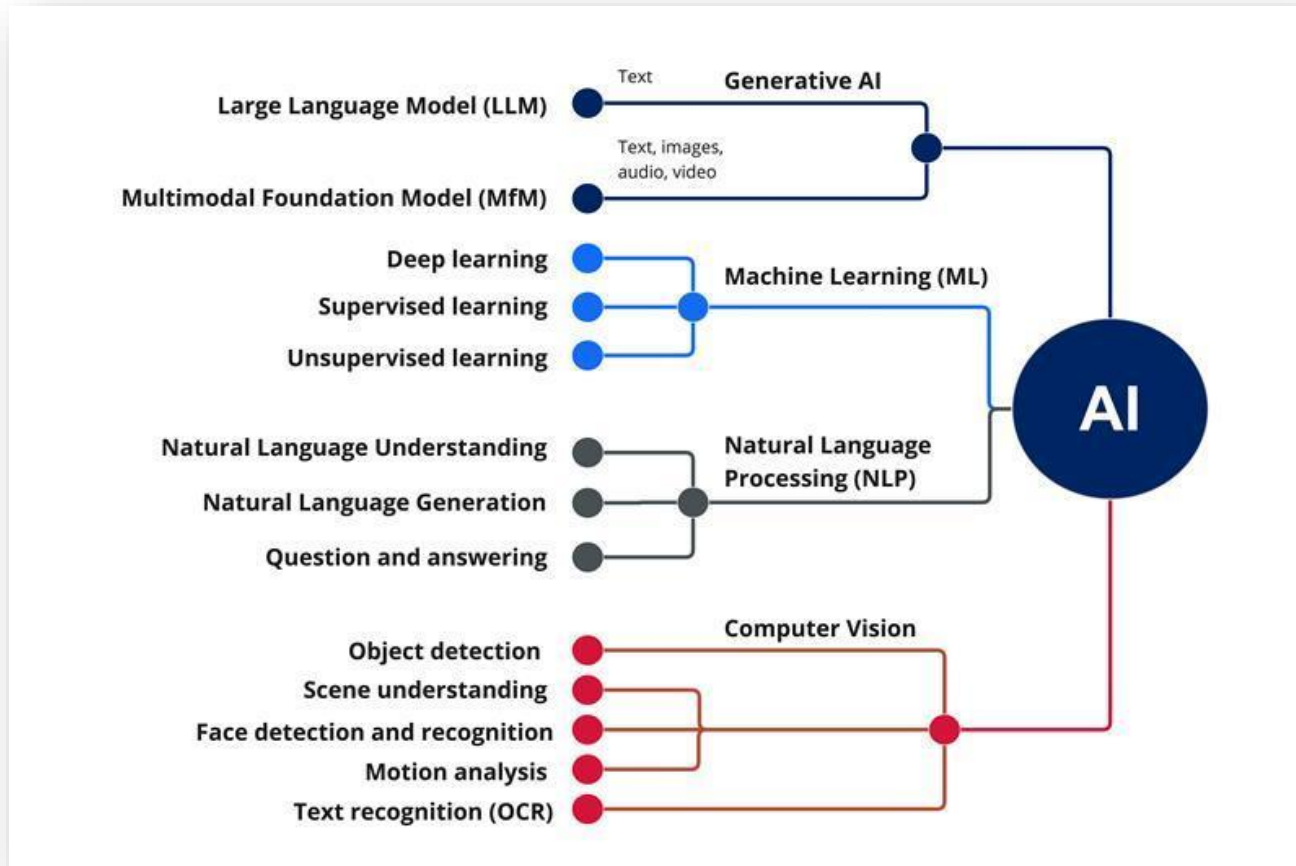 Text
Generative AI
Large Language Model (LLM)
Text, images,
audio, video
Multimodal Foundation Model (MfM)
Deep learning
Machine Learning (ML)
Supervised learning
Unsupervised learning
AI
Natural Language Understanding
Natural Language
Processing (NLP)
Natural Language Generation
Question and answering
Computer Vision
Object detection
Scene understanding
Face detection and recognition
Motion analysis
Text recognition (OCR)